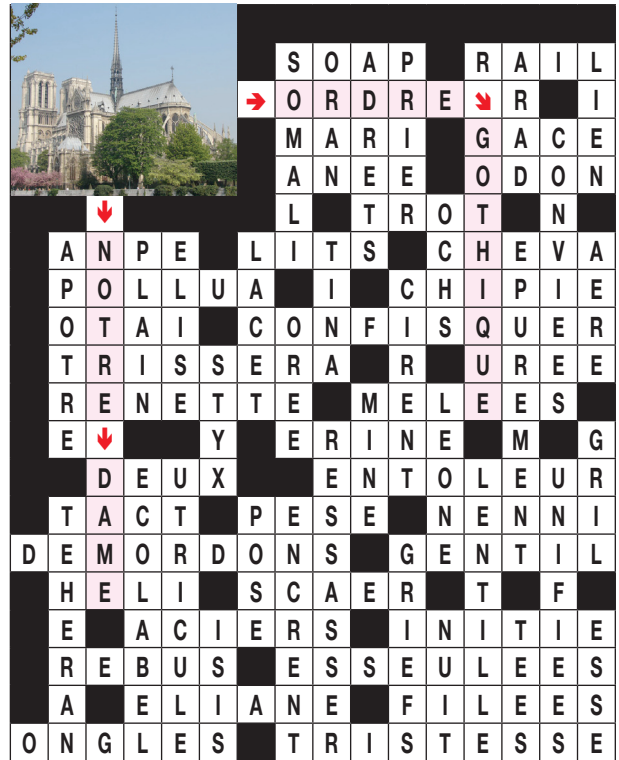 SOAP RAIL
ORDRE R I
MARI GACE
ANEE ODON
L TROT N
ANPE LITS CHEVA
POLLUA I CHIPIE
OTAI CONFISQUER
TRISSERA R UREE
RENETTE MELEES
E Y ERINE M G
DEUX ENTOLEUR
TACT PESE NENNI
DEMORDONS GENTIL
HELI SCAER T F
E ACIERS INITIE
REBUS ESSEULEES
A ELIANE FILEES
ONGLES TRISTESSE